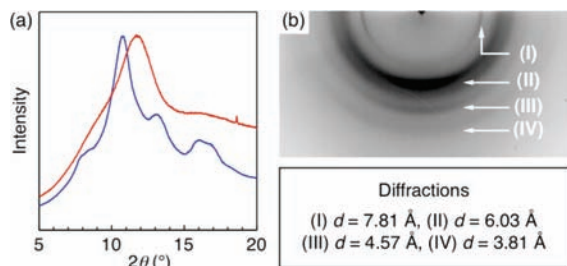 (a)
Intensity
5
10
15
20
2θ (°)
(b)
(I)
(II)
(III)
(IV)
Diffractions
(I) d = 7.81 Å, (II) d = 6.03 Å
(III) d = 4.57 Å, (IV) d = 3.81 Å